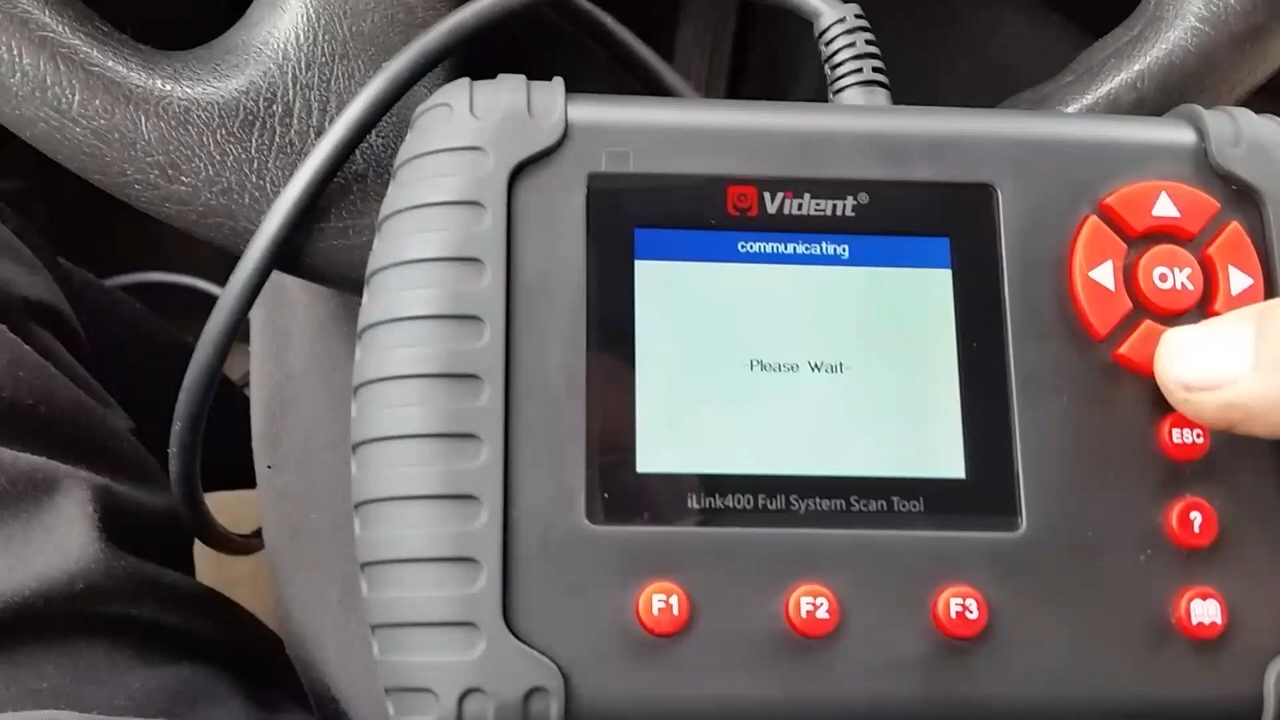 Vident®
communicating
-Please Wait-
iLink400 Full System Scan Tool
OK
ESC
?
F1
F2
F3